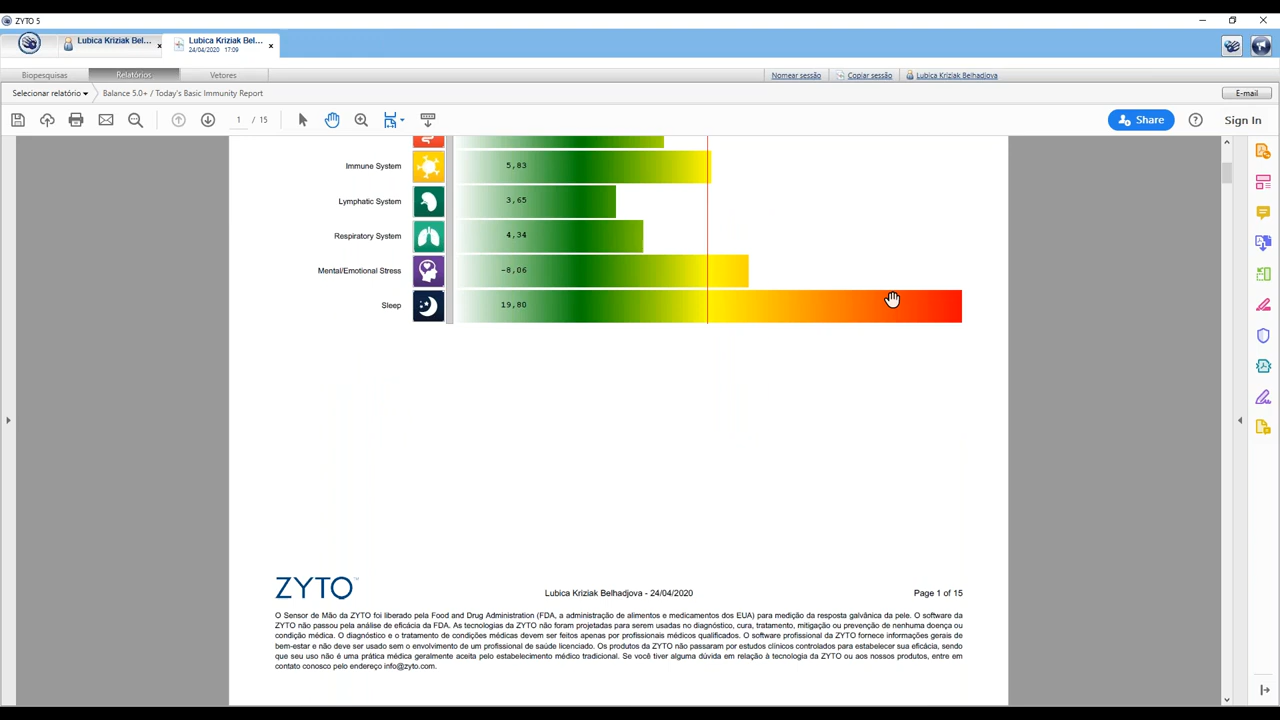 ZYTO 5
Lubica Kriziak Bel...
Lubica Kriziak Bel...
24/04/2020 17:09
Biopesquisas
Relatórios
Vetores
Nomear sessão
Copiar sessão
Lubica Kriziak Belhadjova
Selecionar relatório
Balance 5.0+ / Today's Basic Immunity Report
E-mail
1 / 15
Share
Sign In
Immune System 5,83
Lymphatic System 3,65
Respiratory System 4,34
Mental/Emotional Stress -8,06
Sleep 19,80
ZYTO™
Lubica Kriziak Belhadjova - 24/04/2020
Page 1 of 15
O Sensor de Mão da ZYTO foi liberado pela Food and Drug Administration (FDA, a administração de alimentos e medicamentos dos EUA) para medição da resposta galvânica da pele. O software da
ZYTO não passou pela análise de eficácia da FDA. As tecnologias da ZYTO não foram projetadas para serem usadas no diagnóstico, cura, tratamento, mitigação ou prevenção de nenhuma doença ou
condição médica. O diagnóstico e o tratamento de condições médicas devem ser feitos apenas por profissionais médicos qualificados. O software profissional da ZYTO fornece informações gerais de
bem-estar e não deve ser usado sem o envolvimento de um profissional de saúde licenciado. Os produtos da ZYTO não passaram por estudos clínicos controlados para estabelecer sua eficácia, sendo
que seu uso não é uma prática médica geralmente aceita pelo estabelecimento médico tradicional. Se você tiver alguma dúvida em relação à tecnologia da ZYTO ou aos nossos produtos, entre em
contato conosco pelo endereço info@zyto.com.